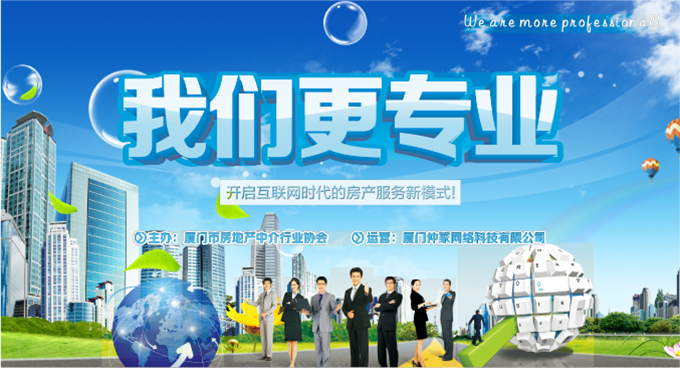 We are more professional!
我们更专业
开启互联网时代的房产服务新模式!
主办：厦门市房地产中介行业协会
运营：厦门仲家网络科技有限公司